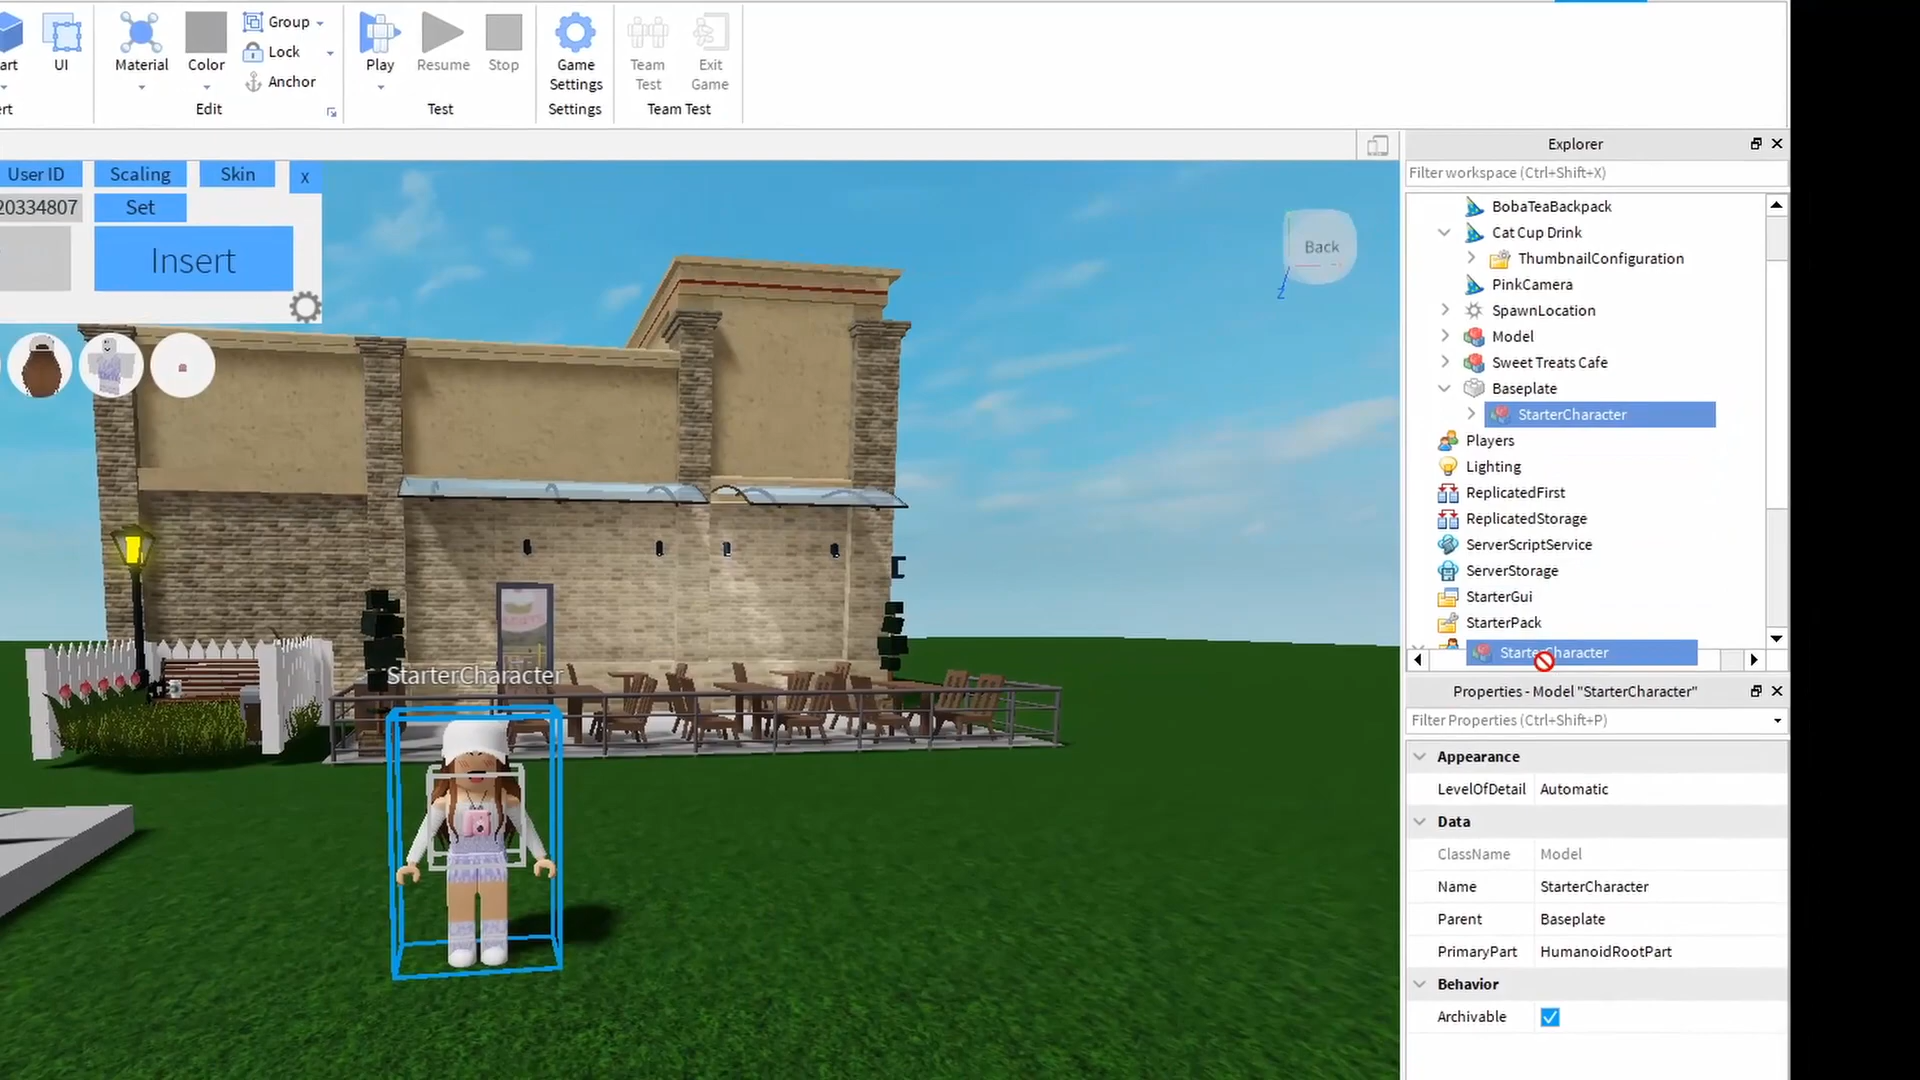 Group
art
UI
Material
Color
Lock
Anchor
Play
Resume
Stop
Game
Settings
Team
Test
Exit
Game
ert
Edit
Test
Settings
Team Test
User ID
Scaling
Skin
x
20334807
Set
Insert
Back
StarterCharacter
Explorer
Filter workspace (Ctrl+Shift+X)
BobaTeaBackpack
Cat Cup Drink
ThumbnailConfiguration
PinkCamera
SpawnLocation
Model
Sweet Treats Cafe
Baseplate
StarterCharacter
Players
Lighting
ReplicatedFirst
ReplicatedStorage
ServerScriptService
ServerStorage
StarterGui
StarterPack
StarterCharacter
Properties - Model "StarterCharacter"
Filter Properties (Ctrl+Shift+P)
Appearance
LevelOfDetail Automatic
Data
ClassName Model
Name StarterCharacter
Parent Baseplate
PrimaryPart HumanoidRootPart
Behavior
Archivable